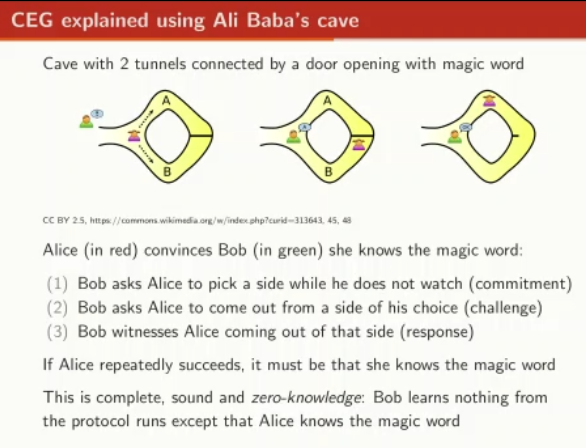 CEG explained using Ali Baba's cave
Cave with 2 tunnels connected by a door opening with magic word
A
B
A
B
CC BY 2.5, https://commons.wikimedia.org/w/index.php?curid=313643, 45, 48
Alice (in red) convinces Bob (in green) she knows the magic word:
(1) Bob asks Alice to pick a side while he does not watch (commitment)
(2) Bob asks Alice to come out from a side of his choice (challenge)
(3) Bob witnesses Alice coming out of that side (response)
If Alice repeatedly succeeds, it must be that she knows the magic word
This is complete, sound and zero-knowledge: Bob learns nothing from
the protocol runs except that Alice knows the magic word